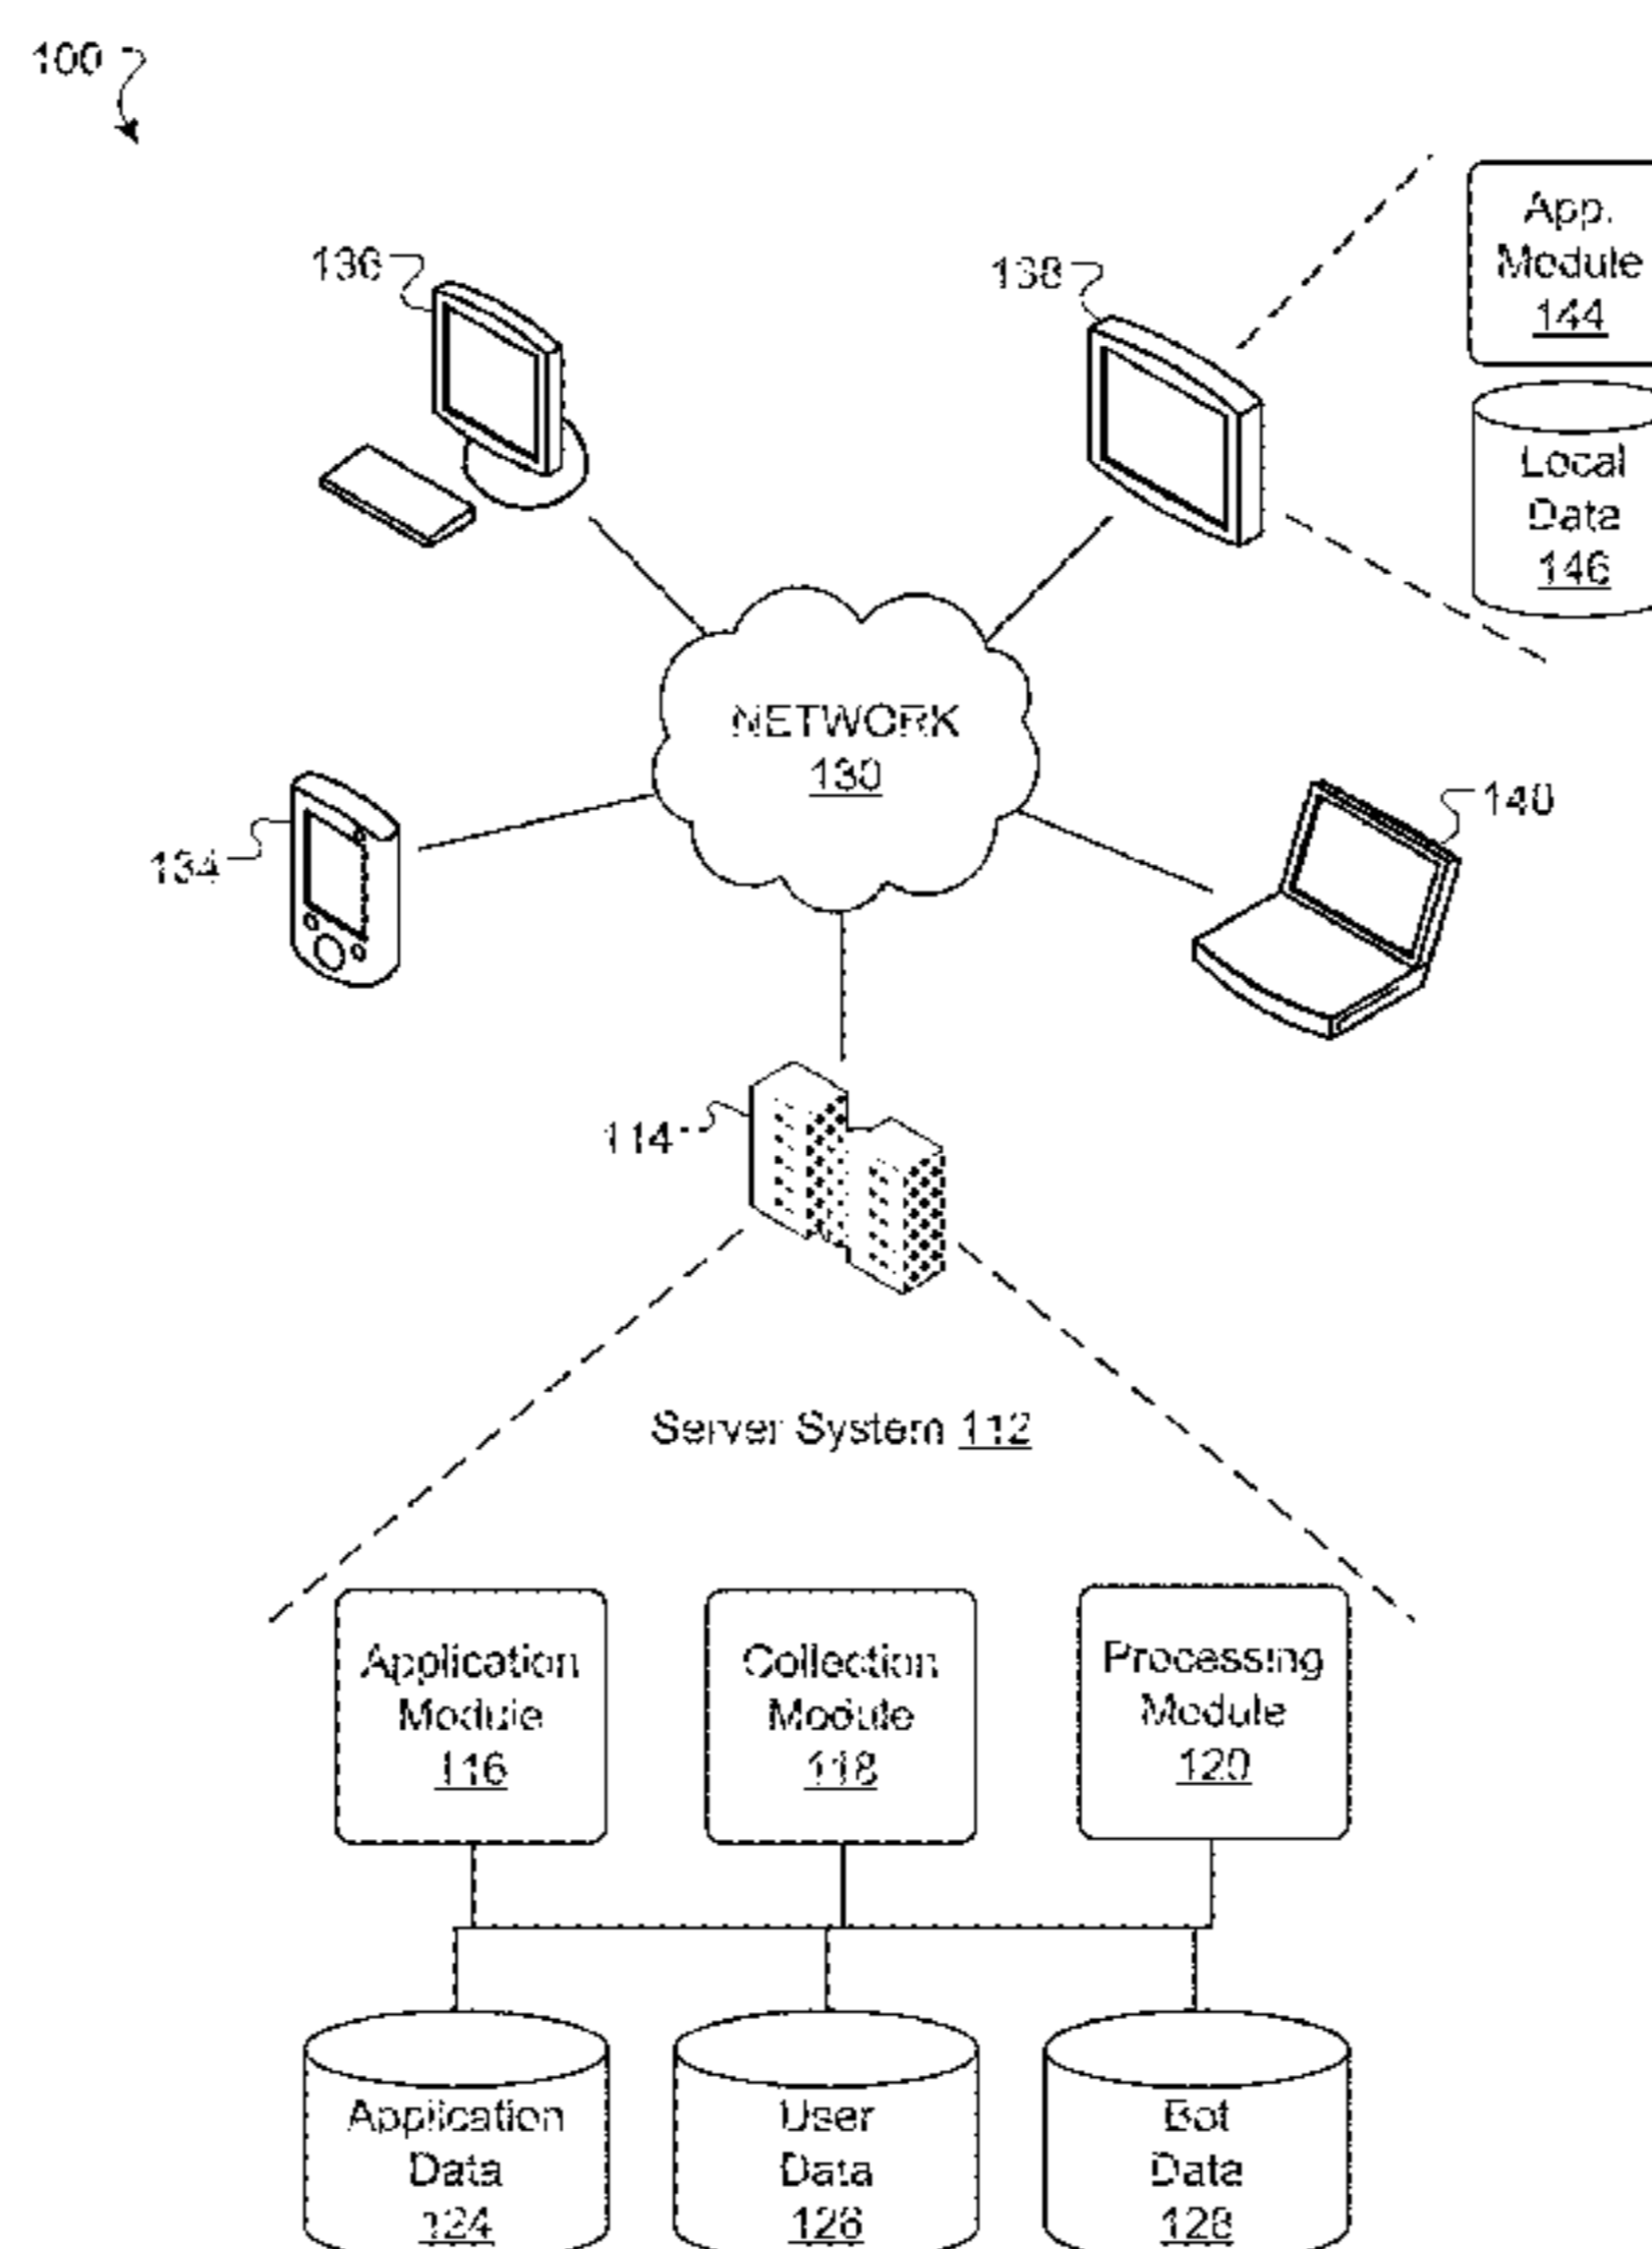 100
136
138
App.
Module
144
Local
Data
146
NETWORK
130
134
140
114
Server System 112
Application
Module
116
Collection
Module
118
Processing
Module
120
Application
Data
124
User
Data
126
Bot
Data
128